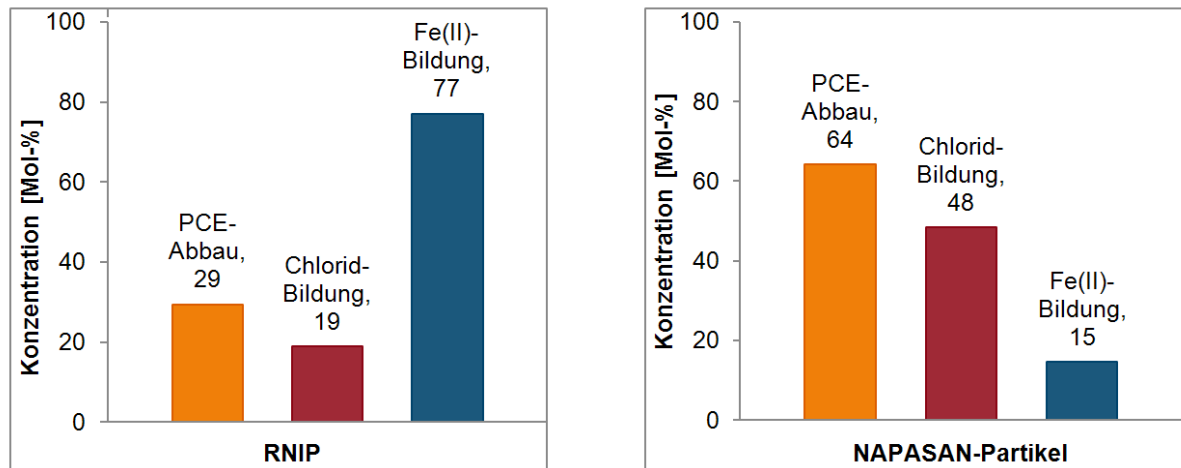 Konzentration [Mol-%]
100
80
60
40
20
0
PCE-
Abbau,
29
Chlorid-
Bildung,
19
Fe(II)-
Bildung,
77
RNIP
Konzentration [Mol-%]
100
80
60
40
20
0
PCE-
Abbau,
64
Chlorid-
Bildung,
48
Fe(II)-
Bildung,
15
NAPASAN-Partikel